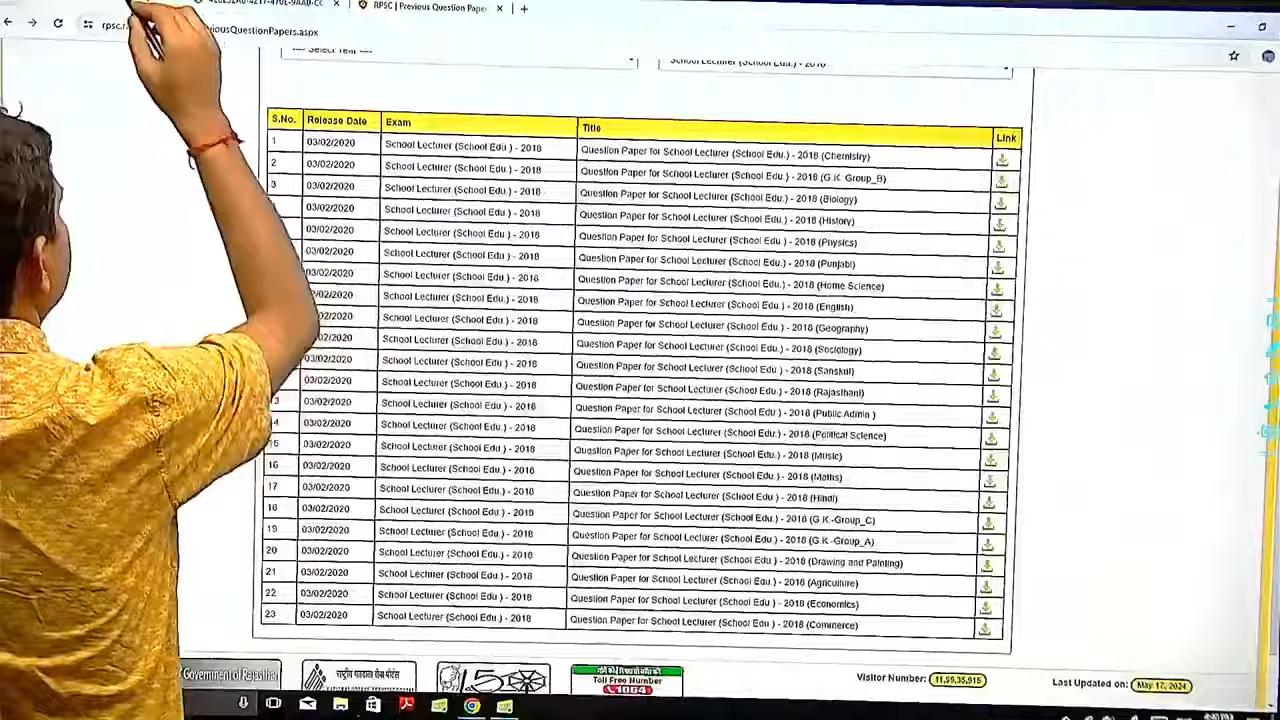 RPSC | Previous Question Paper
iousQuestionPapers.aspx
--- Select Year ----
School Lecturer (School Edu.) - 2018
S.No. Release Date Exam Title Link
1 03/02/2020 School Lecturer (School Edu.) - 2018 Question Paper for School Lecturer (School Edu.) - 2018 (Chemistry)
2 03/02/2020 School Lecturer (School Edu.) - 2018 Question Paper for School Lecturer (School Edu.) - 2018 (G.K. Group_B)
3 03/02/2020 School Lecturer (School Edu.) - 2018 Question Paper for School Lecturer (School Edu.) - 2018 (Biology)
03/02/2020 School Lecturer (School Edu.) - 2018 Question Paper for School Lecturer (School Edu.) - 2018 (History)
03/02/2020 School Lecturer (School Edu.) - 2018 Question Paper for School Lecturer (School Edu.) - 2018 (Physics)
03/02/2020 School Lecturer (School Edu.) - 2018 Question Paper for School Lecturer (School Edu.) - 2018 (Punjabi)
03/02/2020 School Lecturer (School Edu.) - 2018 Question Paper for School Lecturer (School Edu.) - 2018 (Home Science)
/02/2020 School Lecturer (School Edu.) - 2018 Question Paper for School Lecturer (School Edu.) - 2018 (English)
02/2020 School Lecturer (School Edu.) - 2018 Question Paper for School Lecturer (School Edu.) - 2018 (Geography)
02/2020 School Lecturer (School Edu.) - 2018 Question Paper for School Lecturer (School Edu.) - 2018 (Sociology)
03/02/2020 School Lecturer (School Edu.) - 2018 Question Paper for School Lecturer (School Edu.) - 2018 (Sanskrit)
03/02/2020 School Lecturer (School Edu.) - 2018 Question Paper for School Lecturer (School Edu.) - 2018 (Rajasthani)
13 03/02/2020 School Lecturer (School Edu.) - 2018 Question Paper for School Lecturer (School Edu.) - 2018 (Public Admin )
14 03/02/2020 School Lecturer (School Edu.) - 2018 Question Paper for School Lecturer (School Edu.) - 2018 (Political Science)
15 03/02/2020 School Lecturer (School Edu.) - 2018 Question Paper for School Lecturer (School Edu.) - 2018 (Music)
16 03/02/2020 School Lecturer (School Edu.) - 2018 Question Paper for School Lecturer (School Edu.) - 2018 (Maths)
17 03/02/2020 School Lecturer (School Edu.) - 2018 Question Paper for School Lecturer (School Edu.) - 2018 (Hindi)
18 03/02/2020 School Lecturer (School Edu.) - 2018 Question Paper for School Lecturer (School Edu.) - 2018 (G.K.-Group_C)
19 03/02/2020 School Lecturer (School Edu.) - 2018 Question Paper for School Lecturer (School Edu.) - 2018 (G.K.-Group_A)
20 03/02/2020 School Lecturer (School Edu.) - 2018 Question Paper for School Lecturer (School Edu.) - 2018 (Drawing and Painting)
21 03/02/2020 School Lecturer (School Edu.) - 2018 Question Paper for School Lecturer (School Edu.) - 2018 (Agriculture)
22 03/02/2020 School Lecturer (School Edu.) - 2018 Question Paper for School Lecturer (School Edu.) - 2018 (Economics)
23 03/02/2020 School Lecturer (School Edu.) - 2018 Question Paper for School Lecturer (School Edu.) - 2018 (Commerce)
Government of Rajasthan
राष्ट्रीय मतदाता सेवा पोर्टल
Toll Free Number
1064
Visitor Number: 11,99,35,915
Last Updated on: May 17, 2024